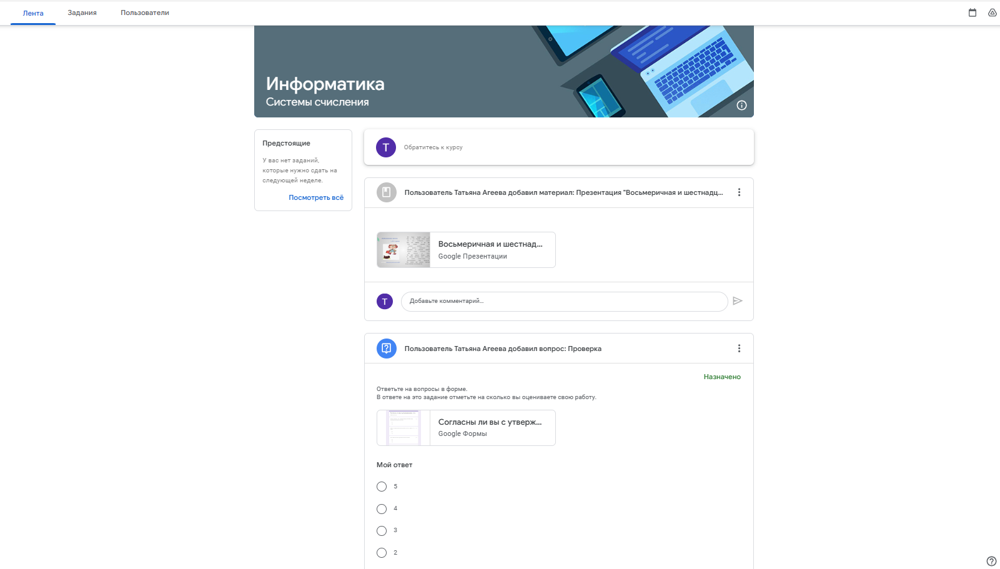 Лента
Задания
Пользователи
Информатика
Системы счисления
Предстоящие
У вас нет заданий,
которые нужно сдать на
следующей неделе.
Посмотреть всё
T
Обратитесь к курсу
Пользователь Татьяна Агеева добавил материал: Презентация "Восьмеричная и шестнадц...
Восьмеричная и шестнад...
Google Презентации
T
Добавьте комментарий...
Пользователь Татьяна Агеева добавил вопрос: Проверка
Назначено
Ответьте на вопросы в форме.
В ответе на это задание отметьте на сколько вы оцениваете свою работу.
Согласны ли вы с утверж...
Google Формы
Мой ответ
5
4
3
2